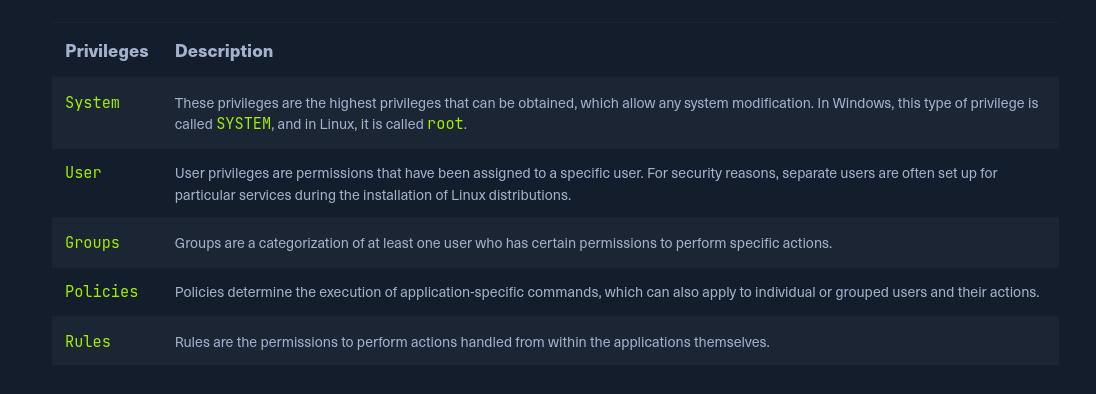 Privileges Description
System These privileges are the highest privileges that can be obtained, which allow any system modification. In Windows, this type of privilege is
called SYSTEM, and in Linux, it is called root.
User User privileges are permissions that have been assigned to a specific user. For security reasons, separate users are often set up for
particular services during the installation of Linux distributions.
Groups Groups are a categorization of at least one user who has certain permissions to perform specific actions.
Policies Policies determine the execution of application-specific commands, which can also apply to individual or grouped users and their actions.
Rules Rules are the permissions to perform actions handled from within the applications themselves.